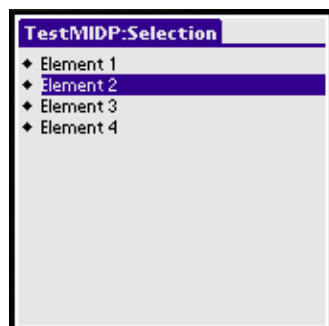 TestMIDP:Selection
Element 1
Element 2
Element 3
Element 4